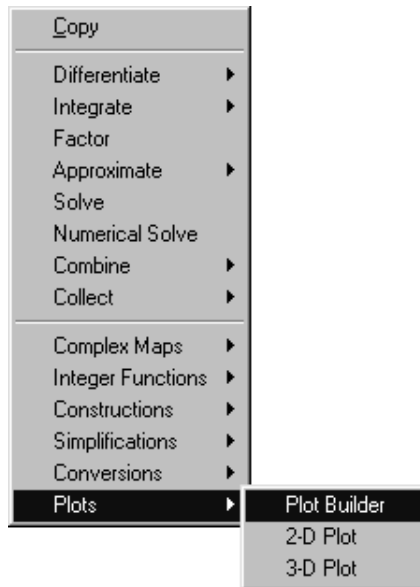 Copy
Differentiate
Integrate
Factor
Approximate
Solve
Numerical Solve
Combine
Collect
Complex Maps
Integer Functions
Constructions
Simplifications
Conversions
Plots
Plot Builder
2-D Plot
3-D Plot